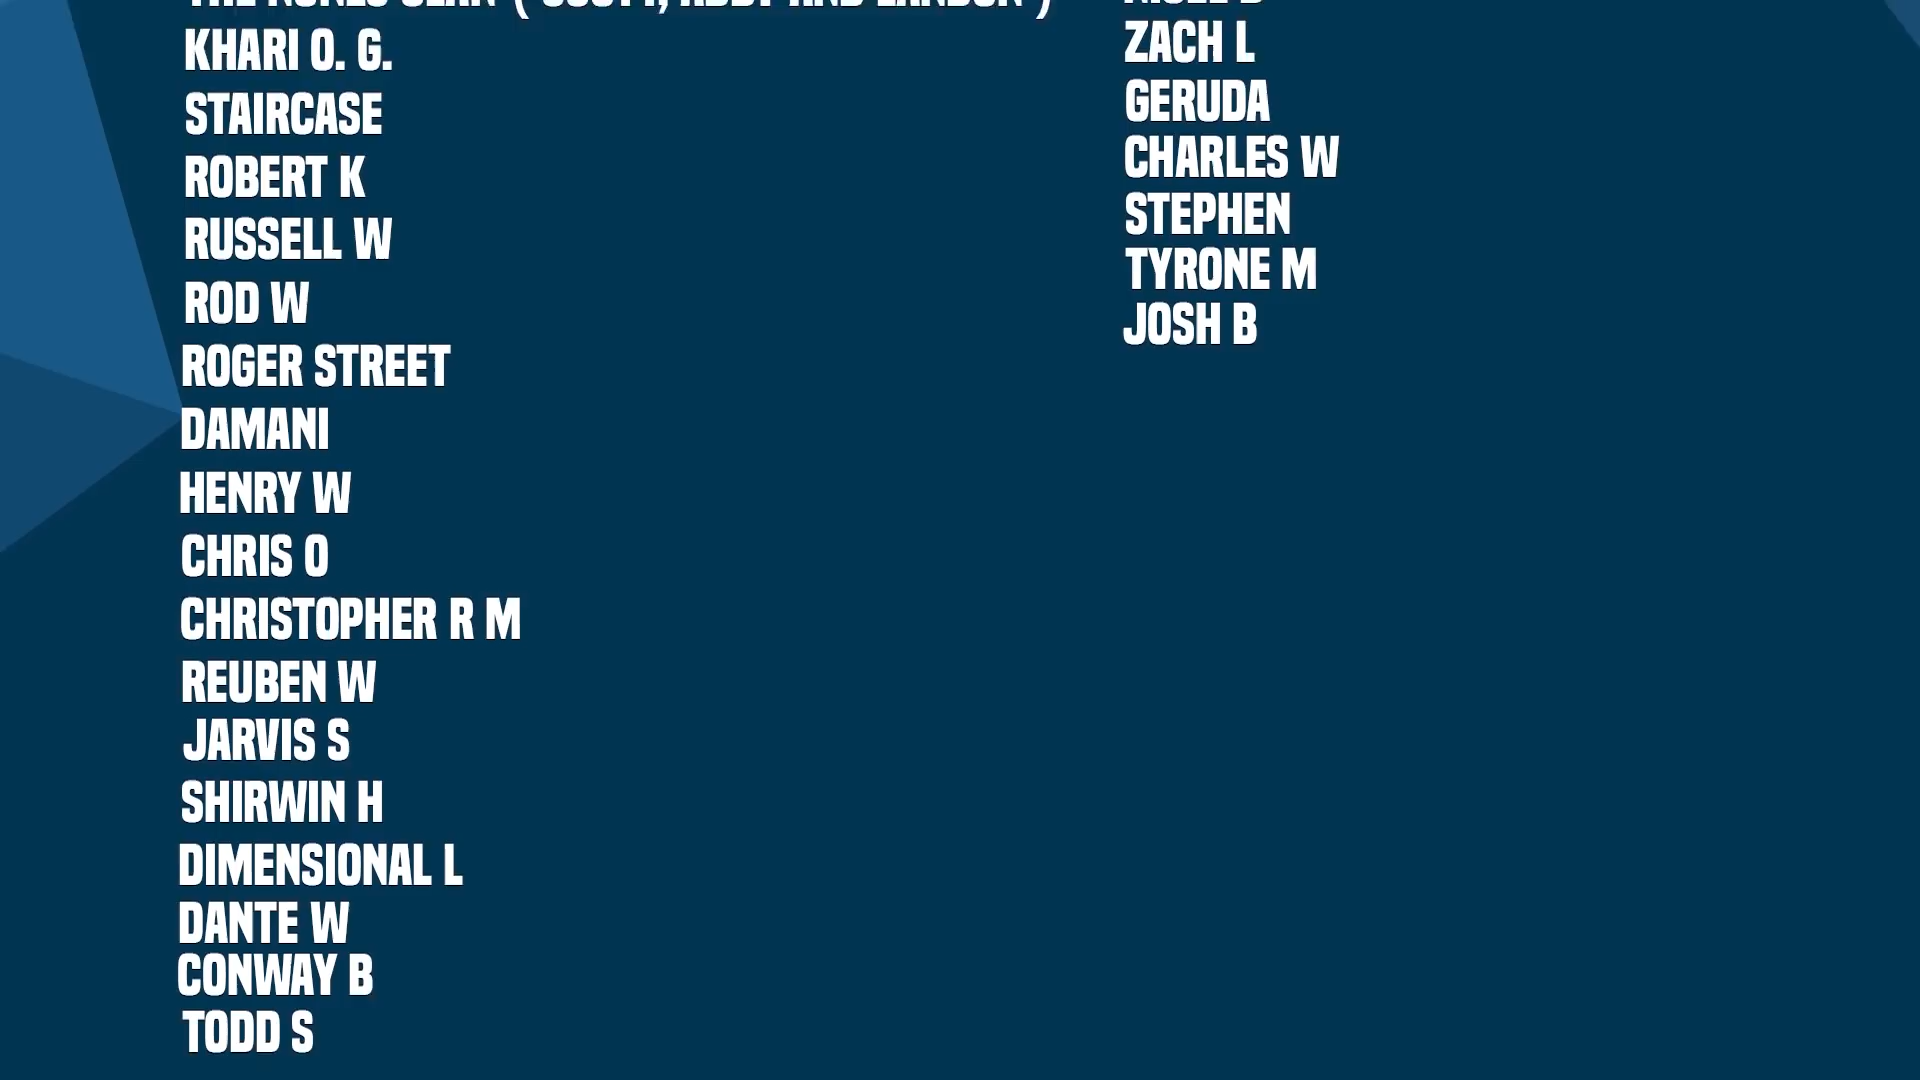 KHARI O. G.
STAIRCASE
ROBERT K
RUSSELL W
ROD W
ROGER STREET
DAMANI
HENRY W
CHRIS O
CHRISTOPHER R M
REUBEN W
JARVIS S
SHIRWIN H
DIMENSIONAL L
DANTE W
CONWAY B
TODD S
ZACH L
GERUDA
CHARLES W
STEPHEN
TYRONE M
JOSH B